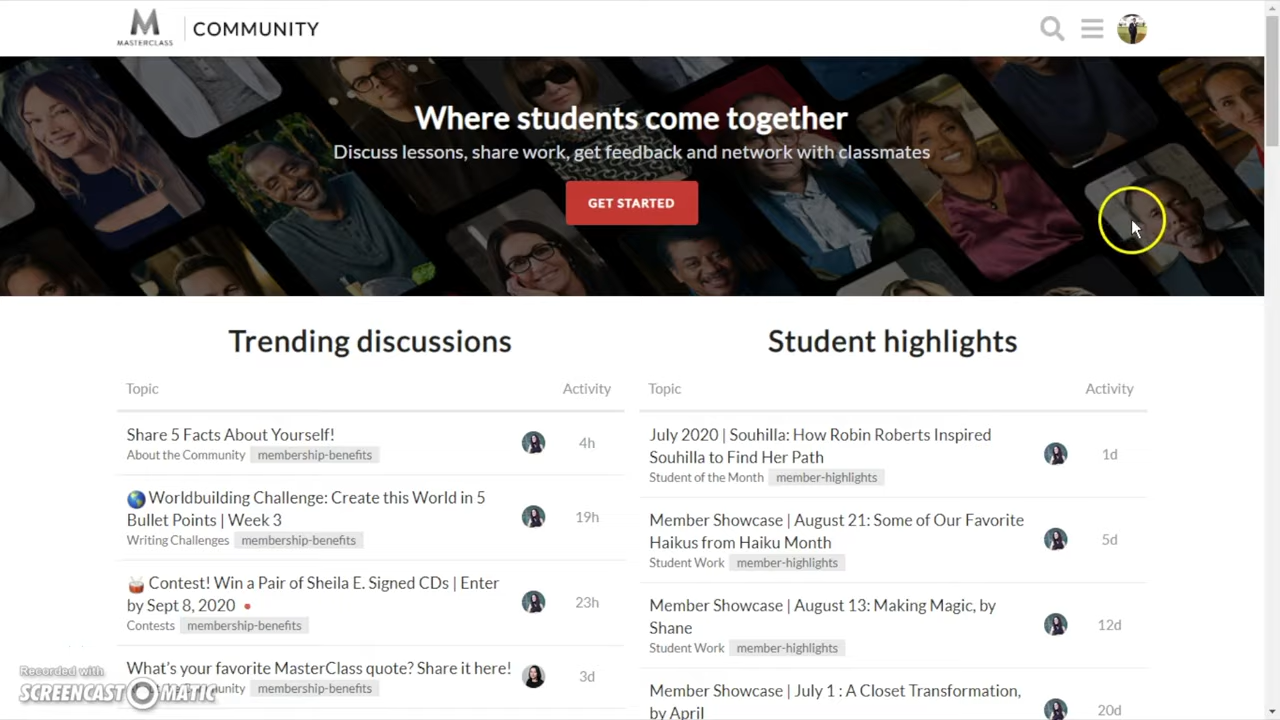 M
MASTERCLASS
COMMUNITY
Where students come together
Discuss lessons, share work, get feedback and network with classmates
GET STARTED
Trending discussions
Topic
Activity
Share 5 Facts About Yourself!
4h
About the Community membership-benefits
Worldbuilding Challenge: Create this World in 5
Bullet Points | Week 3
19h
Writing Challenges membership-benefits
Contest! Win a Pair of Sheila E. Signed CDs | Enter
by Sept 8, 2020
23h
Contests membership-benefits
What's your favorite MasterClass quote? Share it here!
3d
membership-benefits
Student highlights
Topic
Activity
July 2020 | Souhilla: How Robin Roberts Inspired
Souhilla to Find Her Path
1d
Student of the Month member-highlights
Member Showcase | August 21: Some of Our Favorite
Haikus from Haiku Month
5d
Student Work member-highlights
Member Showcase | August 13: Making Magic, by
Shane
12d
Student Work member-highlights
Member Showcase | July 1 : A Closet Transformation,
by April
20d
Recorded with
SCREENCAST-O-MATIC